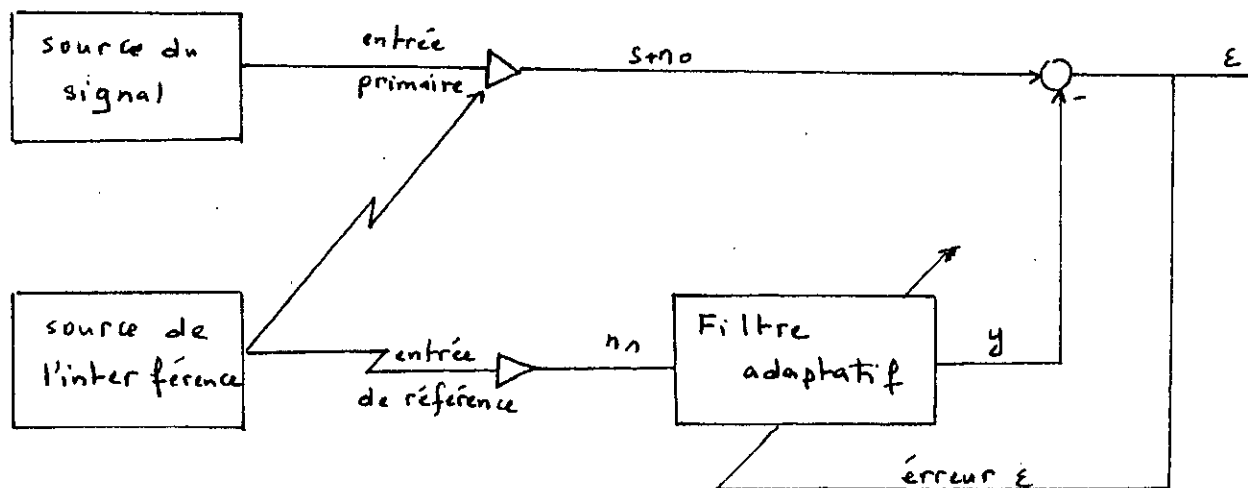 source du
signal
entrée
primaire
s+n0
ε
-
source de
l'interférence
entrée
de référence
n1
Filtre
adaptatif
y
érreur ε